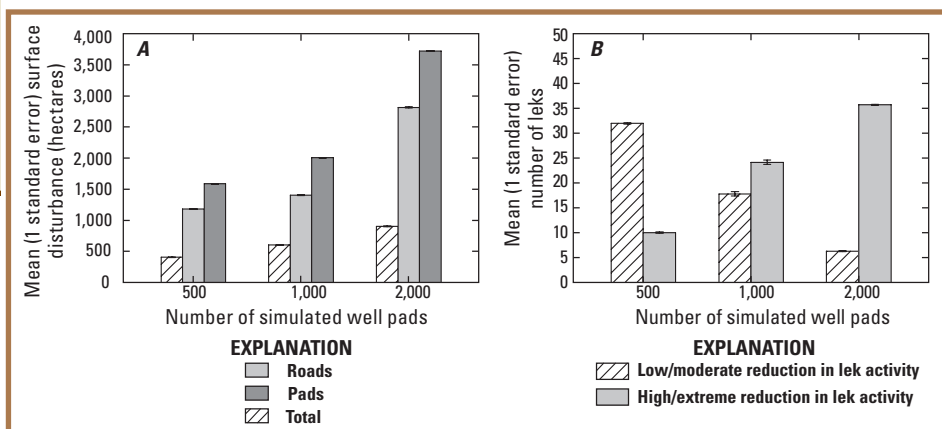 A
Mean (1 standard error) surface
disturbance (hectares)
4,000
3,500
3,000
2,500
2,000
1,500
1,000
500
0
500
1,000
2,000
Number of simulated well pads
EXPLANATION
Roads
Pads
Total
B
Mean (1 standard error)
number of leks
50
45
40
35
30
25
20
15
10
5
0
500
1,000
2,000
Number of simulated well pads
EXPLANATION
Low/moderate reduction in lek activity
High/extreme reduction in lek activity